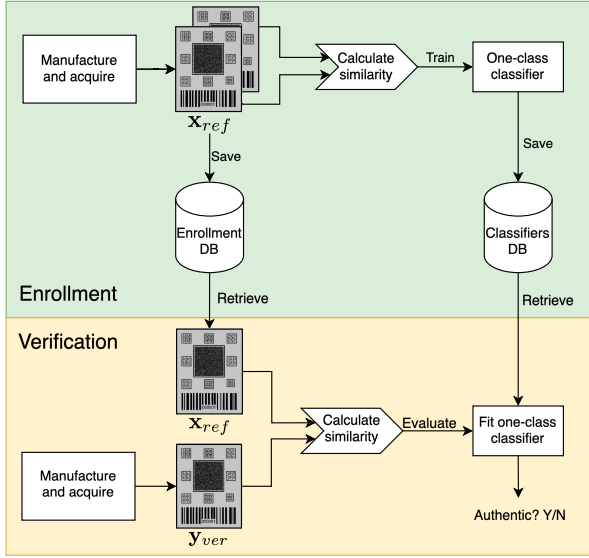 Manufacture
and acquire
Calculate
similarity
Train
One-class
classifier
x_ref
Save
Save
Enrollment
DB
Classifiers
DB
Enrollment
Retrieve
Retrieve
Verification
x_ref
Calculate
similarity
Evaluate
Fit one-class
classifier
Manufacture
and acquire
y_ver
Authentic? Y/N